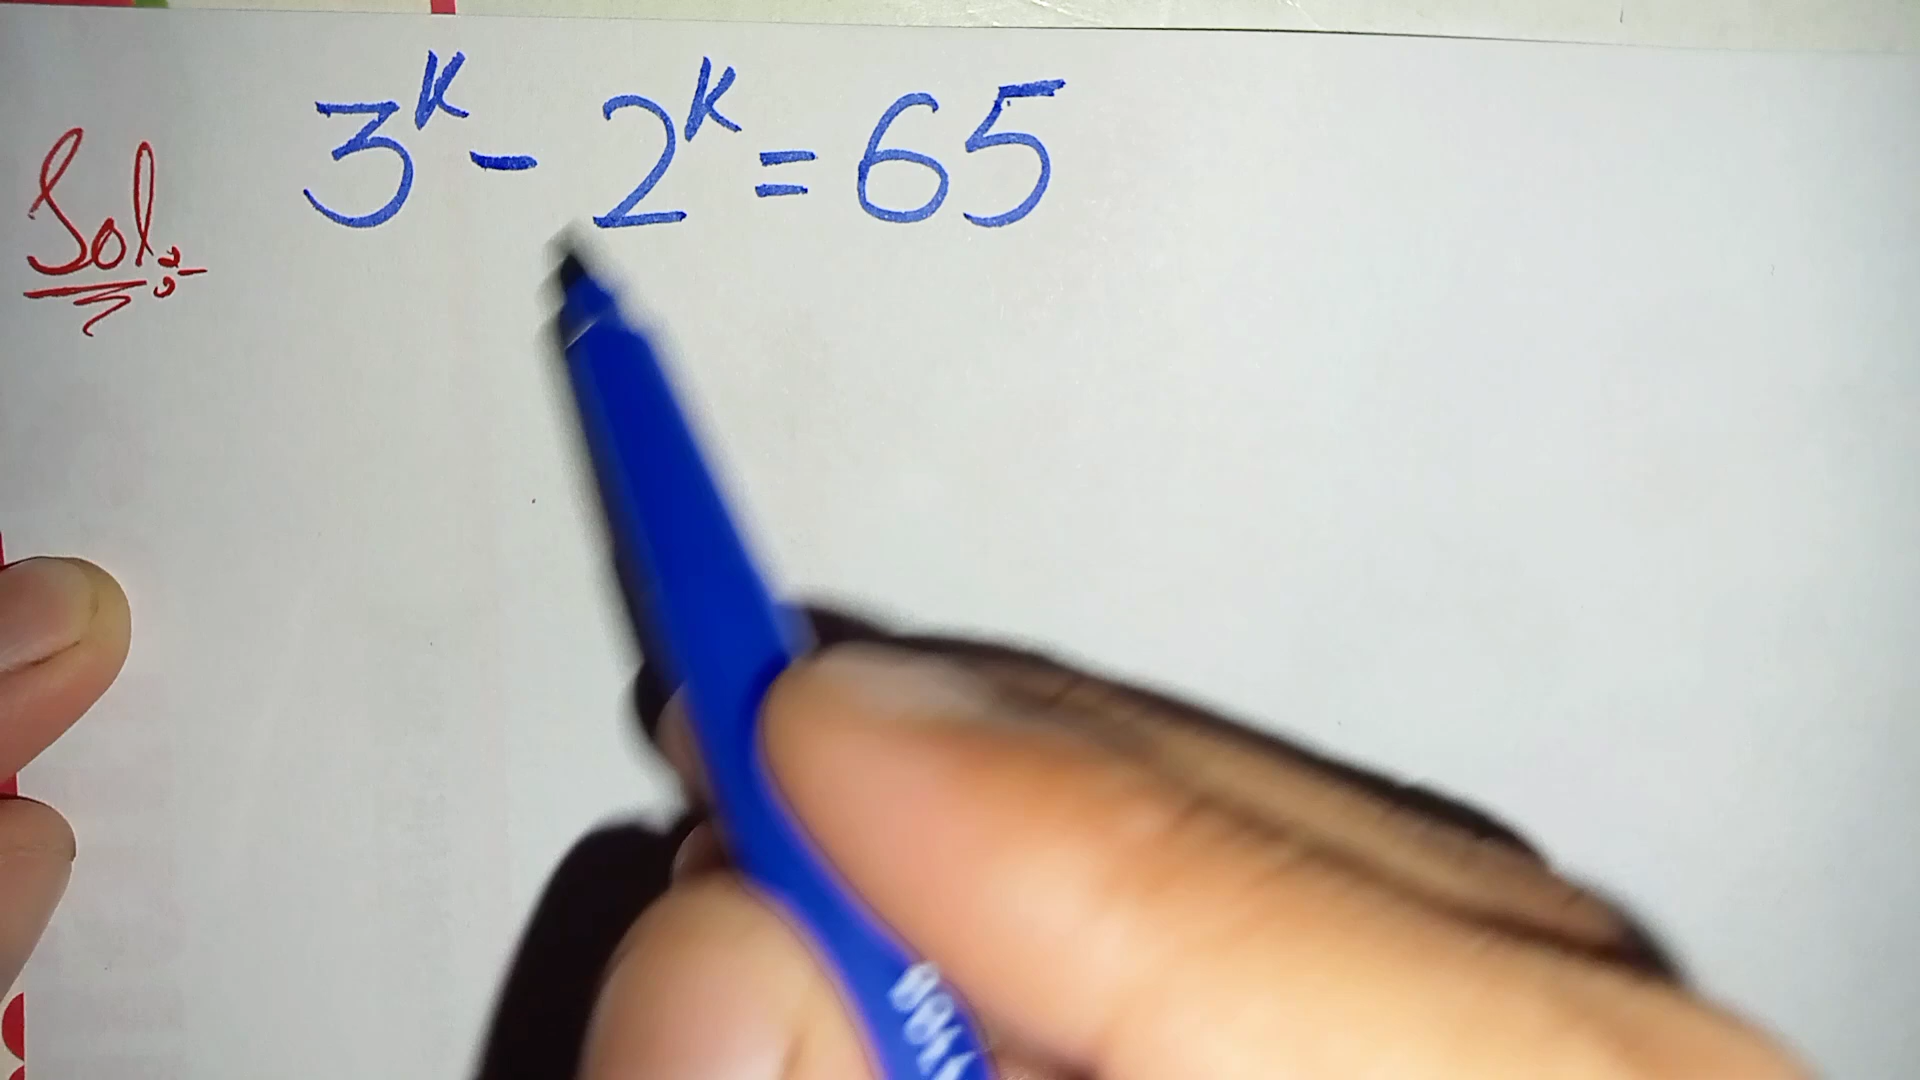 3^k - 2^k = 65
Sol:-